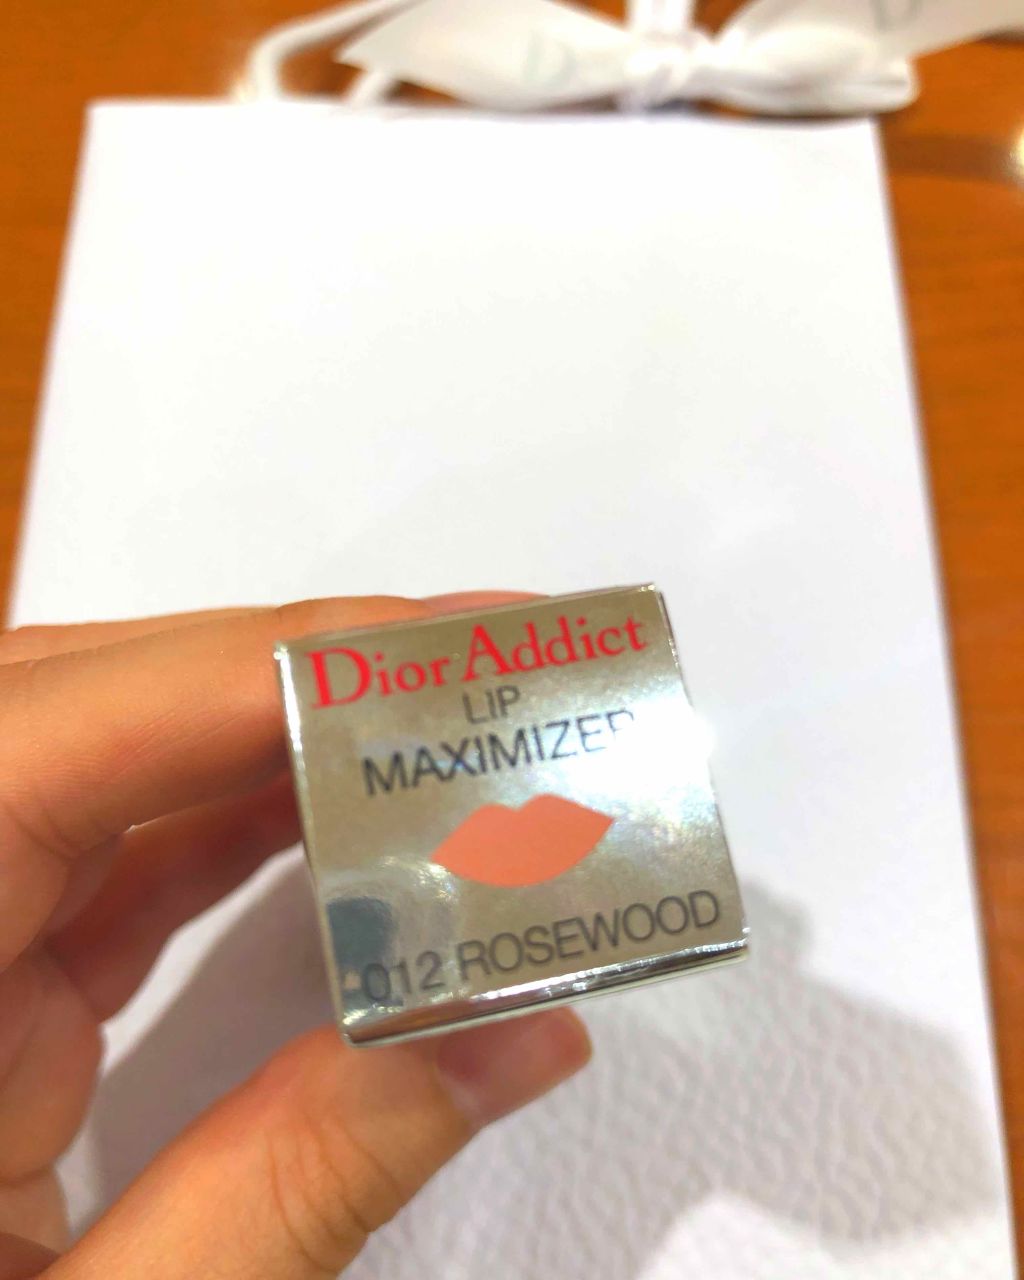 Dior Addict
LIP
MAXIMIZER
012 ROSEWOOD